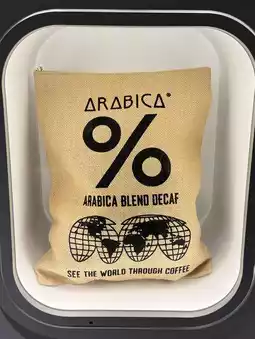 ARABICA
%
ARABICA BLEND DECAF
SEE THE WORLD THROUGH COFFEE